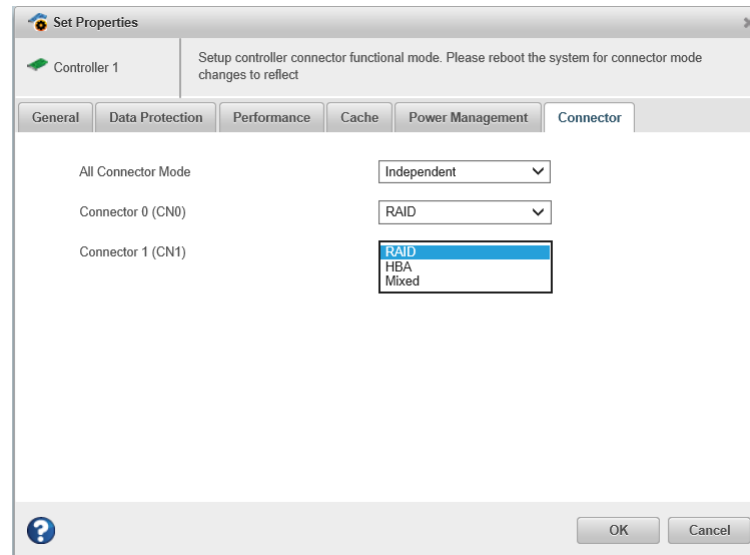 Set Properties
Controller 1
Setup controller connector functional mode. Please reboot the system for connector mode
changes to reflect
General
Data Protection
Performance
Cache
Power Management
Connector
All Connector Mode
Independent
Connector 0 (CN0)
RAID
Connector 1 (CN1)
RAID
HBA
Mixed
?
OK
Cancel